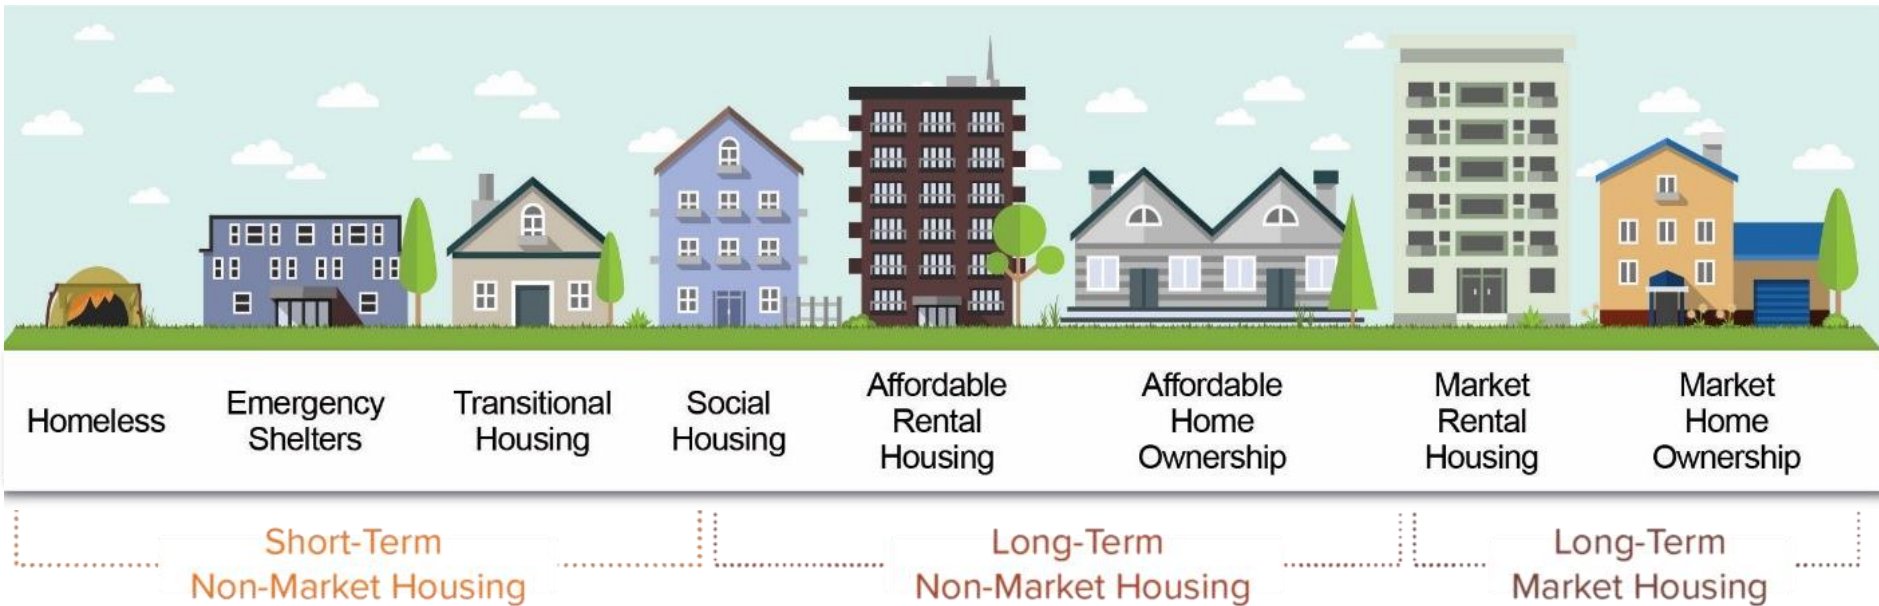 Homeless
Emergency
Shelters
Transitional
Housing
Social
Housing
Affordable
Rental
Housing
Affordable
Home
Ownership
Market
Rental
Housing
Market
Home
Ownership
Short-Term
Non-Market Housing
Long-Term
Non-Market Housing
Long-Term
Market Housing